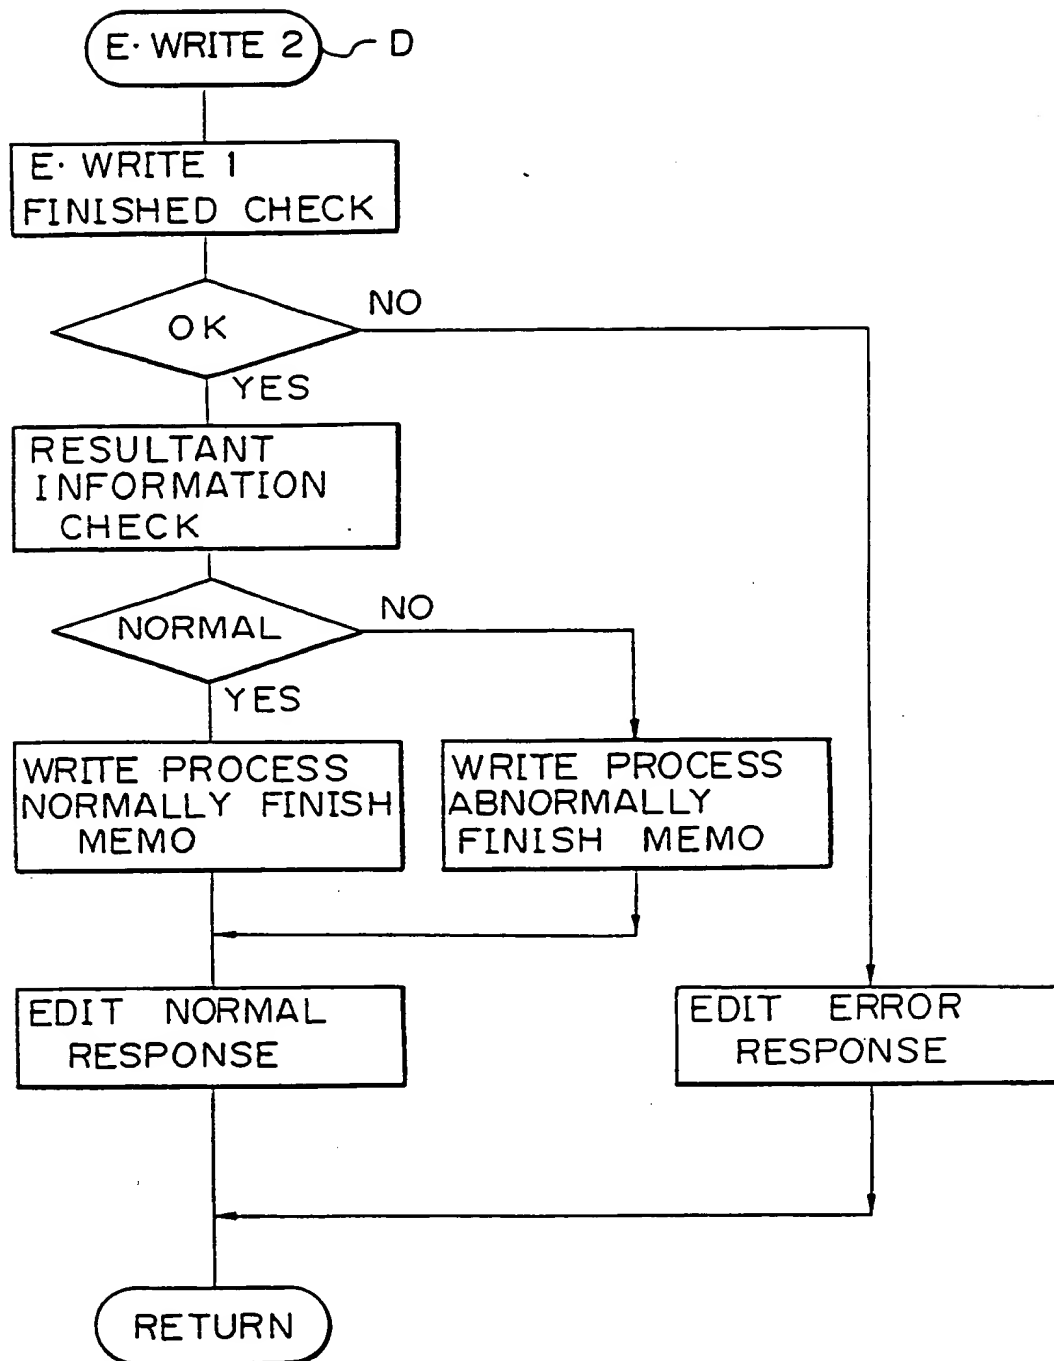 E· WRITE 2
D
E· WRITE 1
FINISHED CHECK
OK
NO
YES
RESULTANT
INFORMATION
CHECK
NORMAL
NO
YES
WRITE PROCESS
NORMALLY FINISH
MEMO
WRITE PROCESS
ABNORMALLY
FINISH MEMO
EDIT NORMAL
RESPONSE
EDIT ERROR
RESPONSE
RETURN